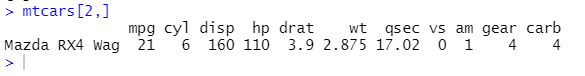 > mtcars[2,]
mpg cyl disp hp drat wt qsec vs am gear carb
Mazda RX4 Wag 21 6 160 110 3.9 2.875 17.02 0 1 4 4
>